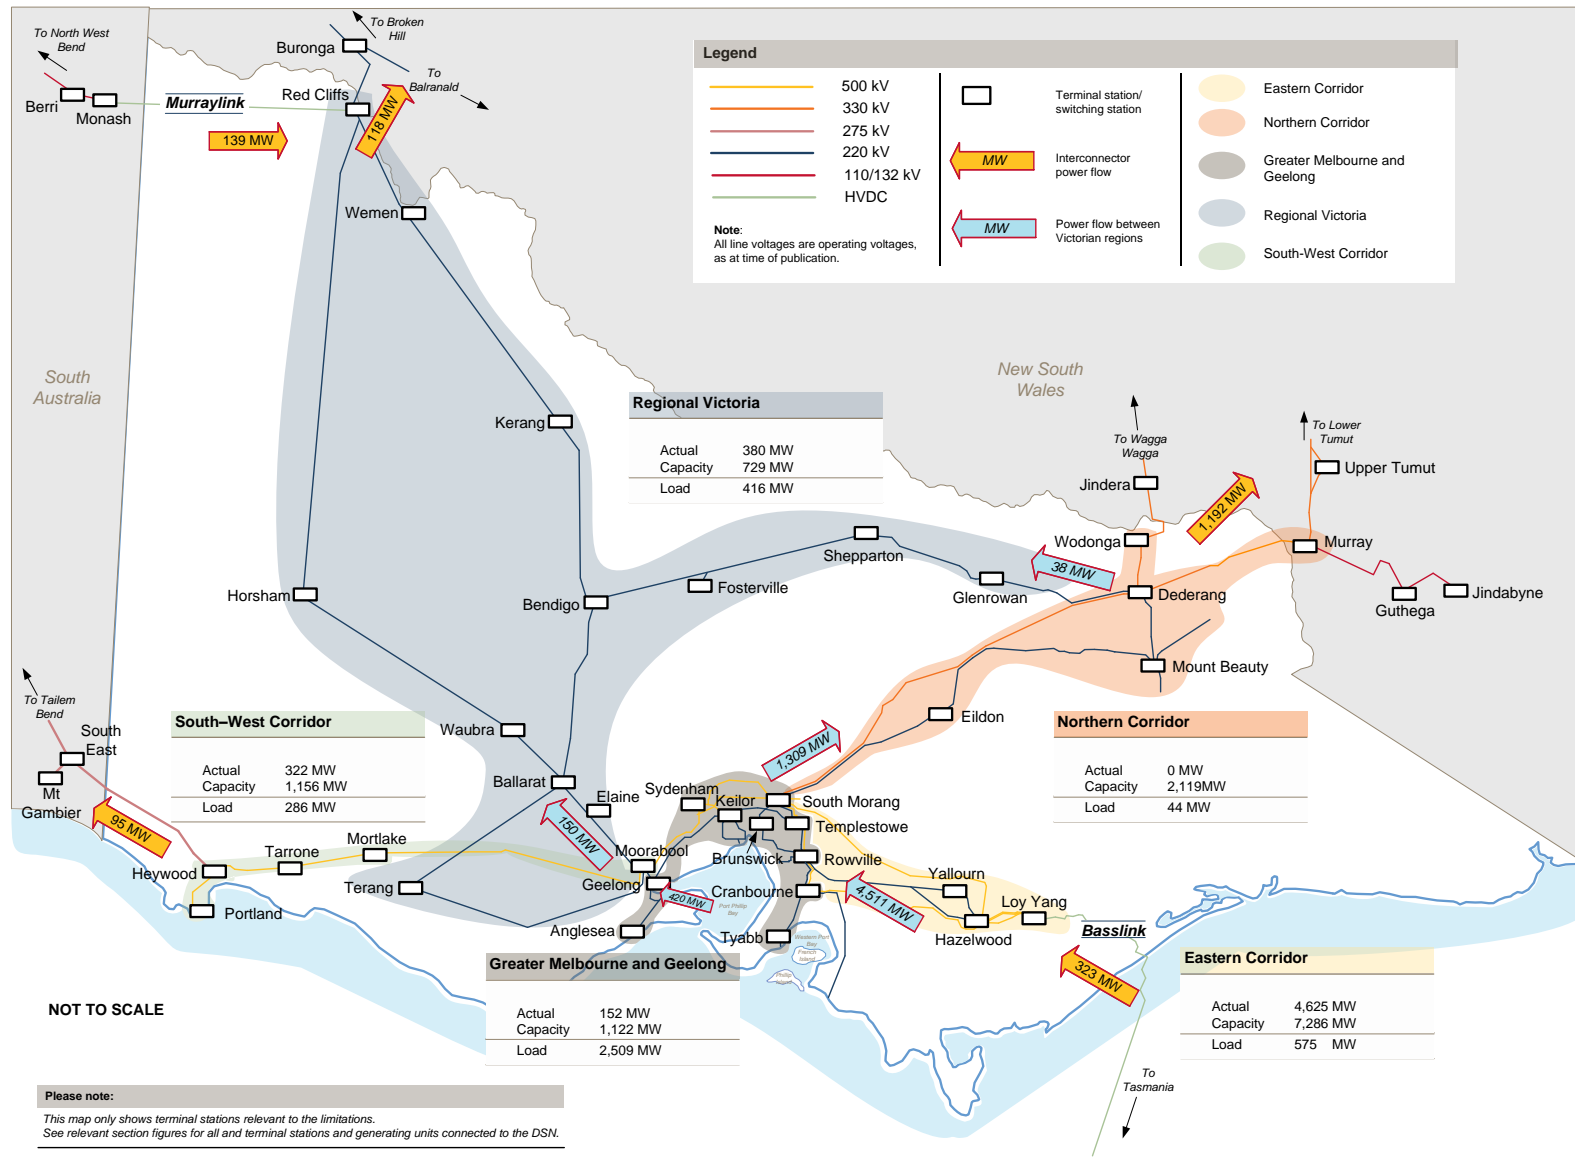 To North West
Bend
To Broken
Hill
Buronga
To
Balranald
Berri
Monash
Murraylink
Red Cliffs
139 MW
118 MW
Wemen
Legend
500 kV
330 kV
275 kV
220 kV
110/132 kV
HVDC
Note:
All line voltages are operating voltages,
as at time of publication.
Terminal station/
switching station
MW
Interconnector
power flow
MW
Power flow between
Victorian regions
Eastern Corridor
Northern Corridor
Greater Melbourne and
Geelong
Regional Victoria
South-West Corridor
South
Australia
New South
Wales
Kerang
Regional Victoria
Actual 380 MW
Capacity 729 MW
Load 416 MW
To Wagga
Wagga
To Lower
Tumut
Jindera
Upper Tumut
1,192 MW
Wodonga
Murray
Shepparton
38 MW
Glenrowan
Fosterville
Dederang
Guthega
Jindabyne
Horsham
Bendigo
Mount Beauty
Eildon
To Tailem
Bend
South
East
Mt
Gambier
95 MW
South–West Corridor
Actual 322 MW
Capacity 1,156 MW
Load 286 MW
Waubra
Ballarat
Elaine
150 MW
Sydenham
Keilor
1,309 MW
South Morang
Templestowe
Brunswick
Rowville
Northern Corridor
Actual 0 MW
Capacity 2,119MW
Load 44 MW
Heywood
Tarrone
Mortlake
Portland
Terang
Moorabool
Geelong
420 MW
Port Phillip
Bay
Cranbourne
4,511 MW
Yallourn
Loy Yang
Hazelwood
Basslink
Anglesea
Tyabb
Western Port
Bay
French
Island
Phillip
Island
323 MW
NOT TO SCALE
Greater Melbourne and Geelong
Actual 152 MW
Capacity 1,122 MW
Load 2,509 MW
Eastern Corridor
Actual 4,625 MW
Capacity 7,286 MW
Load 575 MW
To
Tasmania
Please note:
This map only shows terminal stations relevant to the limitations.
See relevant section figures for all and terminal stations and generating units connected to the DSN.